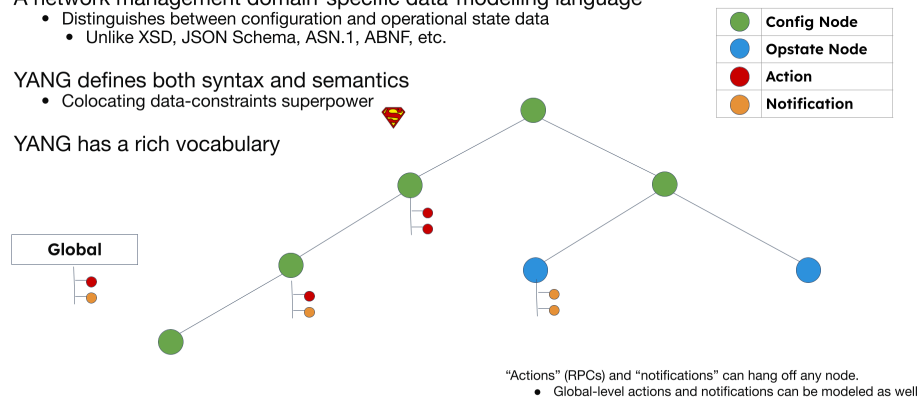 A network management domain-specific data-modelling language
• Distinguishes between configuration and operational state data
• Unlike XSD, JSON Schema, ASN.1, ABNF, etc.
YANG defines both syntax and semantics
• Colocating data-constraints superpower
YANG has a rich vocabulary
Config Node
Opstate Node
Action
Notification
Global
“Actions” (RPCs) and “notifications” can hang off any node.
● Global-level actions and notifications can be modeled as well